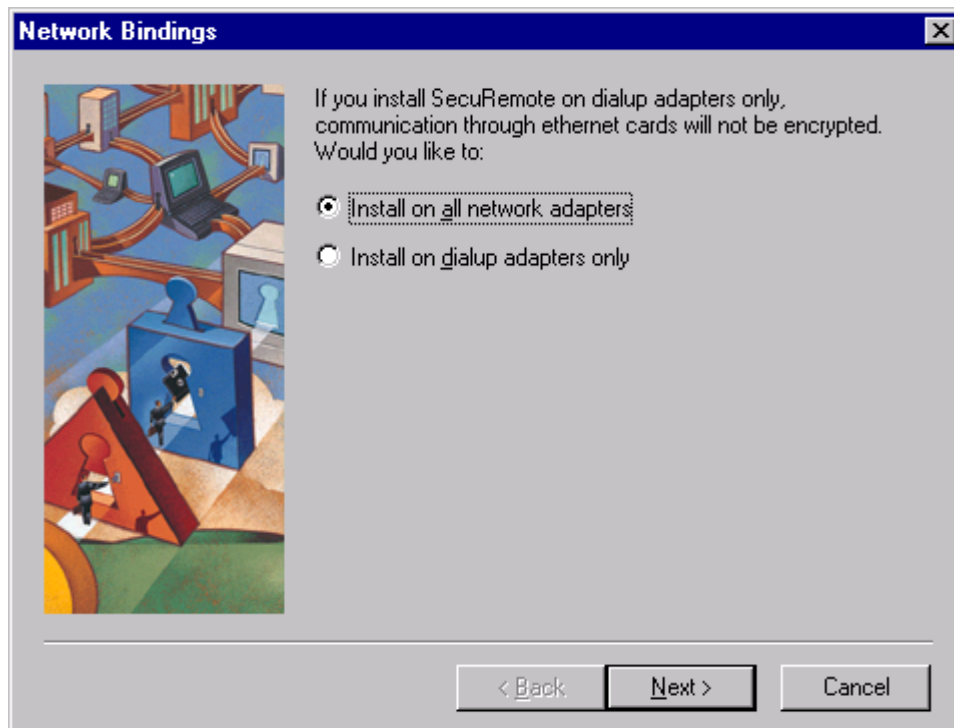 Network Bindings
If you install SecuRemote on dialup adapters only,
communication through ethernet cards will not be encrypted.
Would you like to:
Install on all network adapters
Install on dialup adapters only
< Back
Next >
Cancel